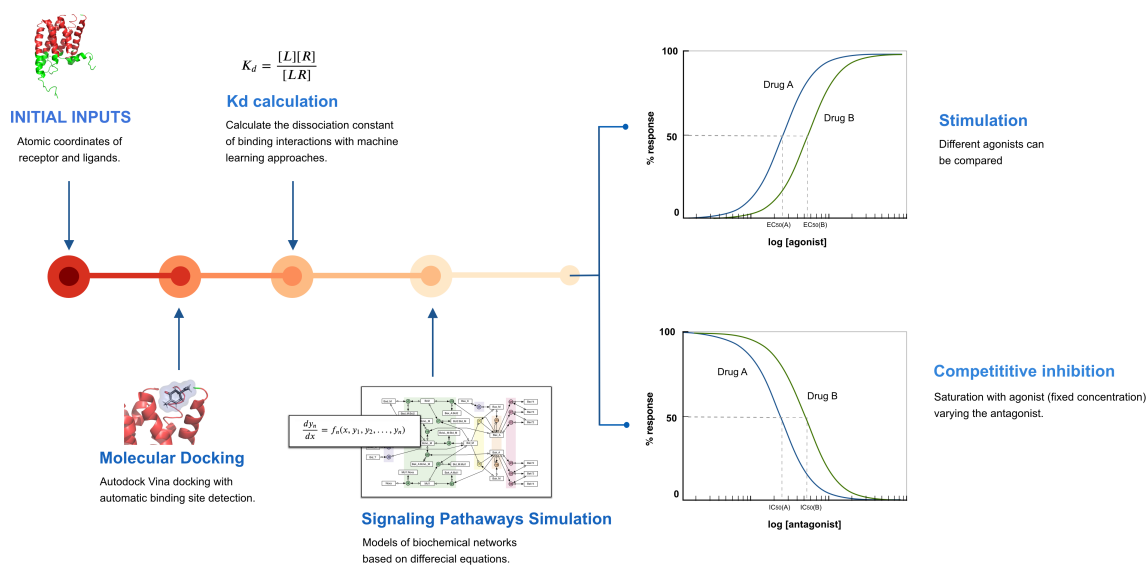 INITIAL INPUTS
Atomic coordinates of
receptor and ligands.
K_d = [L][R] / [LR]
Kd calculation
Calculate the dissociation constant
of binding interactions with machine
learning approaches.
Molecular Docking
Autodock Vina docking with
automatic binding site detection.
dy_n/dx = f_n(x, y_1, y_2, . . . , y_n)
Signaling Pathaways Simulation
Models of biochemical networks
based on differecial equations.
100
50
0
% response
Drug A
Drug B
EC50(A)
EC50(B)
log [agonist]
Stimulation
Different agonists can
be compared
100
50
0
% response
Drug A
Drug B
IC50(A)
IC50(B)
log [antagonist]
Competititive inhibition
Saturation with agonist (fixed concentration)
varying the antagonist.